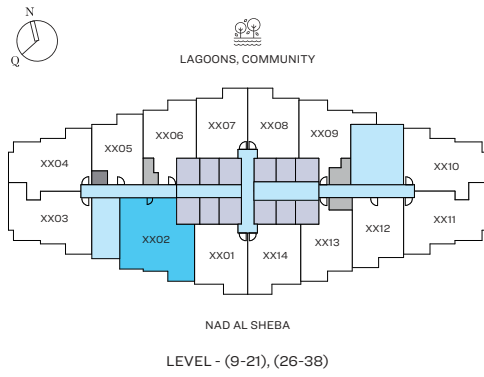 N
Q
LAGOONS, COMMUNITY
XX07 XX08
XX06 XX09
XX05
XX04 XX10
XX03 XX11
XX02 XX12
XX13
XX01 XX14
NAD AL SHEBA
LEVEL - (9-21), (26-38)